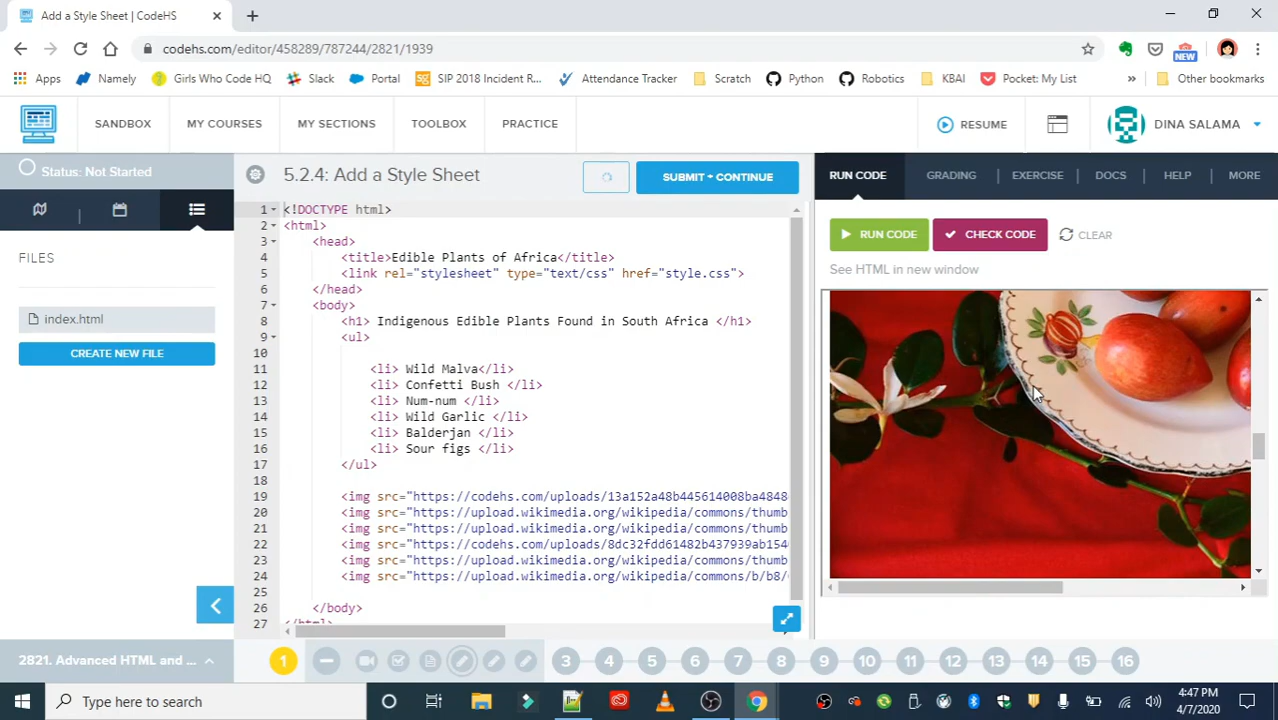 Add a Style Sheet | CodeHS
codehs.com/editor/458289/787244/2821/1939
NEW
Apps Namely Girls Who Code HQ Slack Portal SIP 2018 Incident R... Attendance Tracker Scratch Python Robotics KBAI Pocket: My List » Other bookmarks
SANDBOX MY COURSES MY SECTIONS TOOLBOX PRACTICE RESUME DINA SALAMA
Status: Not Started
5.2.4: Add a Style Sheet
SUBMIT + CONTINUE
RUN CODE GRADING EXERCISE DOCS HELP MORE
FILES
index.html
CREATE NEW FILE
1 <!DOCTYPE html>
2 <html>
3 <head>
4 <title>Edible Plants of Africa</title>
5 <link rel="stylesheet" type="text/css" href="style.css">
6 </head>
7 <body>
8 <h1> Indigenous Edible Plants Found in South Africa </h1>
9 <ul>
10
11 <li> Wild Malva</li>
12 <li> Confetti Bush </li>
13 <li> Num-num </li>
14 <li> Wild Garlic </li>
15 <li> Balderjan </li>
16 <li> Sour figs </li>
17 </ul>
18
19 <img src="https://codehs.com/uploads/13a152a48b445614008ba4848
20 <img src="https://upload.wikimedia.org/wikipedia/commons/thumb
21 <img src="https://upload.wikimedia.org/wikipedia/commons/thumb
22 <img src="https://codehs.com/uploads/8dc32fdd61482b437939ab154
23 <img src="https://upload.wikimedia.org/wikipedia/commons/thumb
24 <img src="https://upload.wikimedia.org/wikipedia/commons/b/b8/
25
26 </body>
27 </html>
RUN CODE CHECK CODE CLEAR
See HTML in new window
2821. Advanced HTML and ...
1 3 4 5 6 7 8 9 10 11 12 13 14 15 16
Type here to search
4:47 PM
4/7/2020